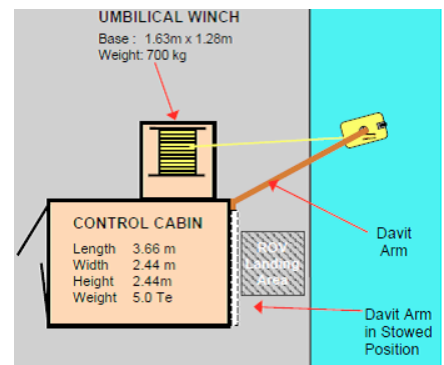 UMBILICAL WINCH
Base : 1.63m x 1.28m
Weight: 700 kg
CONTROL CABIN
Length 3.66 m
Width 2.44 m
Height 2.44m
Weight 5.0 Te
ROV
Landing
Area
Davit
Arm
Davit Arm
in Stowed
Position